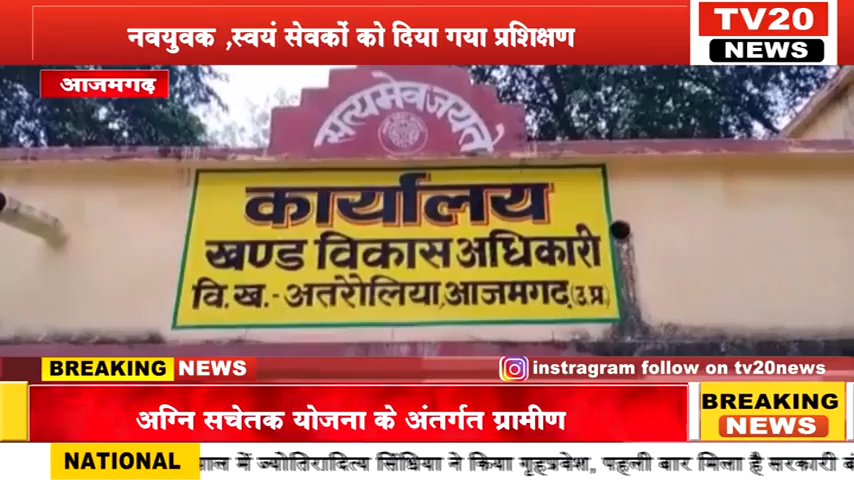 नवयुवक ,स्वयं सेवकों को दिया गया प्रशिक्षण
TV20
NEWS
आजमगढ़
सत्यमेव जयते
कार्यालय
खण्ड विकास अधिकारी
वि.ख.-अतरौलिया,आजमगढ़(उ.प्र)
BREAKING NEWS
instragram follow on tv20news
अग्नि सचेतक योजना के अंतर्गत ग्रामीण
BREAKING
NEWS
NATIONAL
में ज्योतिरादित्य सिंधिया ने किया गृहप्रवेश, पहली बार मिला है सरकारी